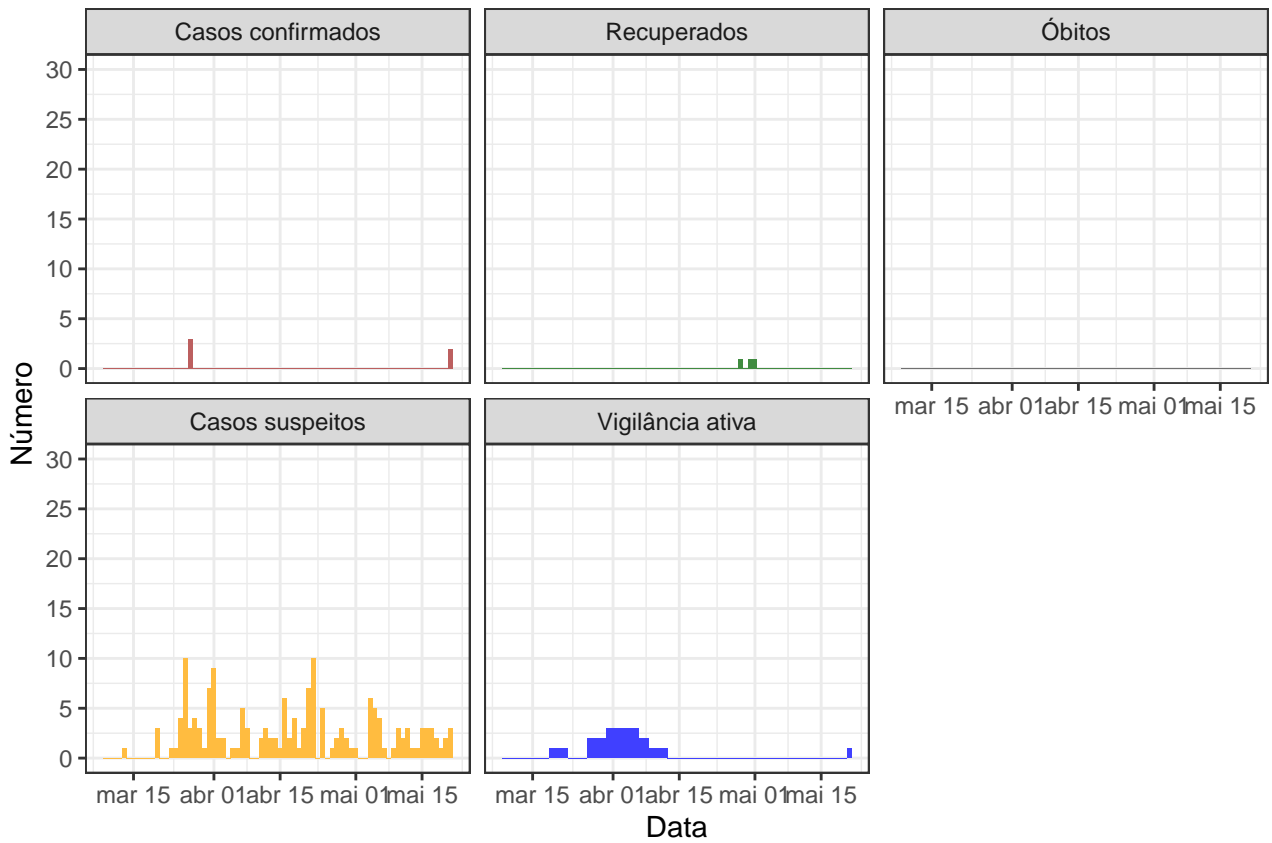 Casos confirmados
Recuperados
Óbitos
30
25
20
15
10
5
0
mar 15 abr 01 abr 15 mai 01 mai 15
Número
Casos suspeitos
Vigilância ativa
30
25
20
15
10
5
0
mar 15 abr 01 abr 15 mai 01 mai 15
mar 15 abr 01 abr 15 mai 01 mai 15
Data